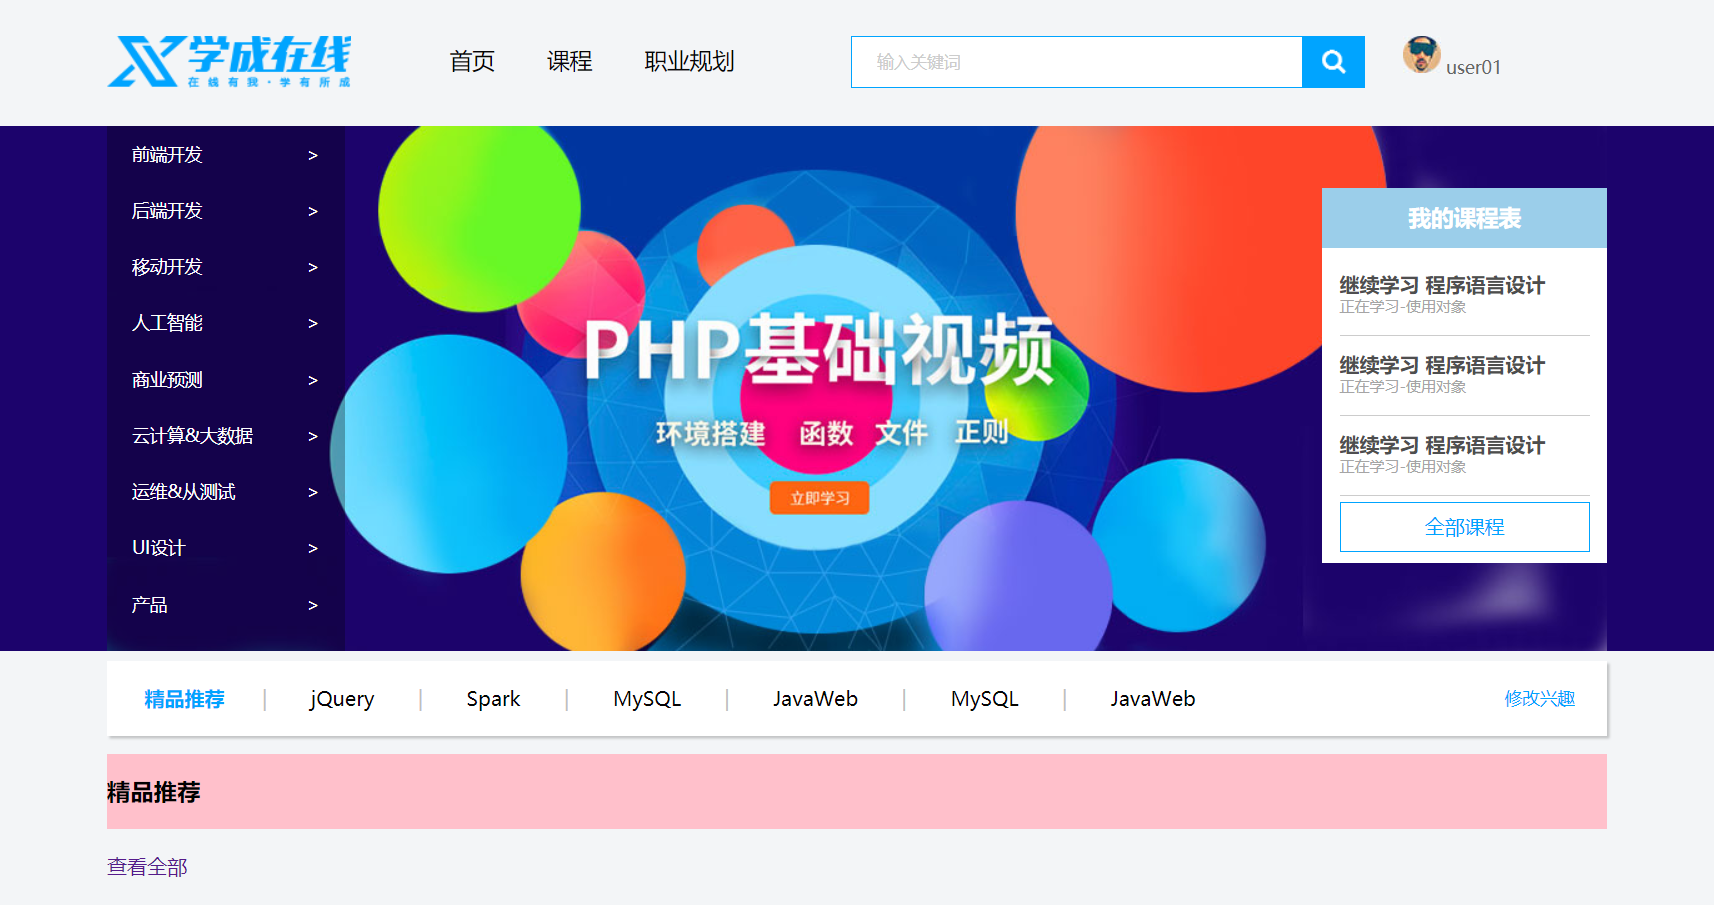 学成在线
在线有我·学有所成
首页 课程 职业规划
输入关键词
user01
前端开发 >
后端开发 >
移动开发 >
人工智能 >
商业预测 >
云计算&大数据 >
运维&从测试 >
UI设计 >
产品 >
PHP基础视频
环境搭建 函数 文件 正则
立即学习
我的课程表
继续学习 程序语言设计
正在学习-使用对象
继续学习 程序语言设计
正在学习-使用对象
继续学习 程序语言设计
正在学习-使用对象
全部课程
精品推荐 | jQuery | Spark | MySQL | JavaWeb | MySQL | JavaWeb 修改兴趣
精品推荐
查看全部